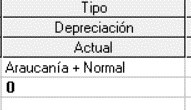 Tipo
Depreciación
Actual
Araucanía + Normal
0